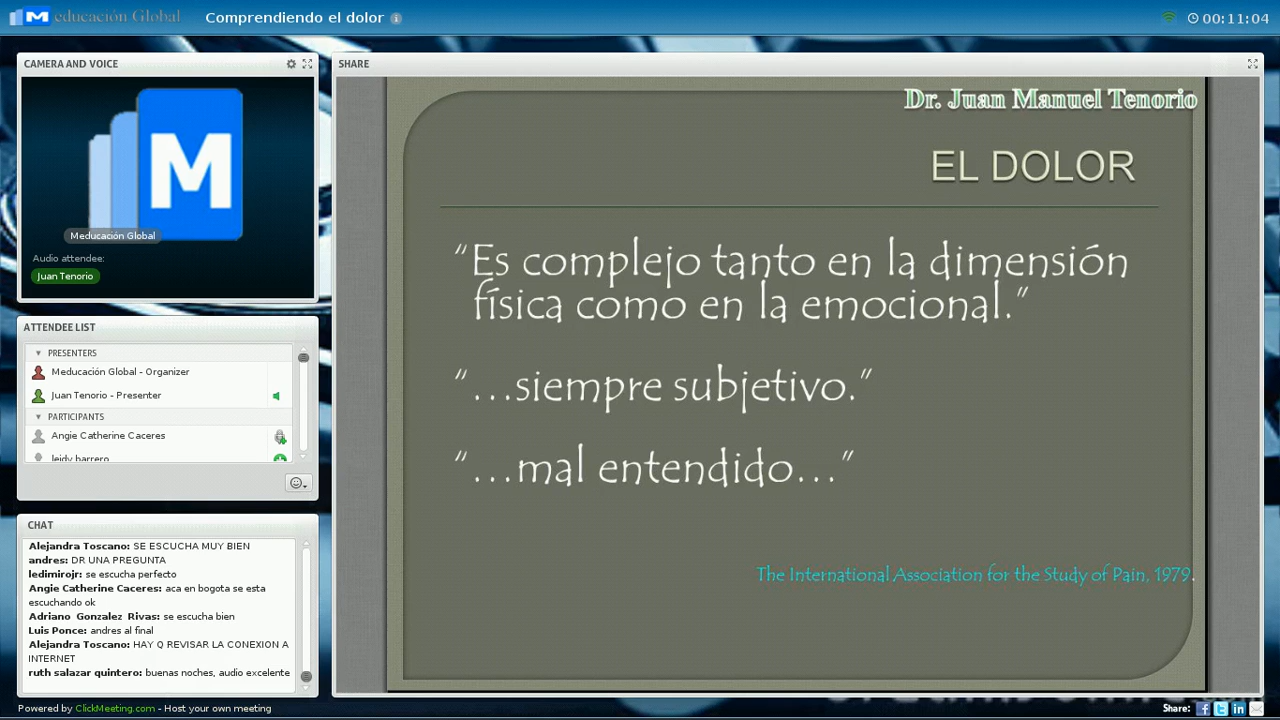 educación Global
Comprendiendo el dolor
00:11:04
CAMERA AND VOICE
M
Meducación Global
Audio attendee:
Juan Tenorio
ATTENDEE LIST
PRESENTERS
Meducación Global - Organizer
Juan Tenorio - Presenter
PARTICIPANTS
Angie Catherine Caceres
leidy barrero
CHAT
Alejandra Toscano: SE ESCUCHA MUY BIEN
andres: DR UNA PREGUNTA
ledimirojr: se escucha perfecto
Angie Catherine Caceres: aca en bogota se esta
escuchando ok
Adriano Gonzalez Rivas: se escucha bien
Luis Ponce: andres al final
Alejandra Toscano: HAY Q REVISAR LA CONEXION A
INTERNET
ruth salazar quintero: buenas noches, audio excelente
SHARE
Dr. Juan Manuel Tenorio
EL DOLOR
“Es complejo tanto en la dimensión
física como en la emocional.”
“...siempre subjetivo.”
“...mal entendido...”
The International Association for the Study of Pain, 1979.
Powered by ClickMeeting.com - Host your own meeting
Share: